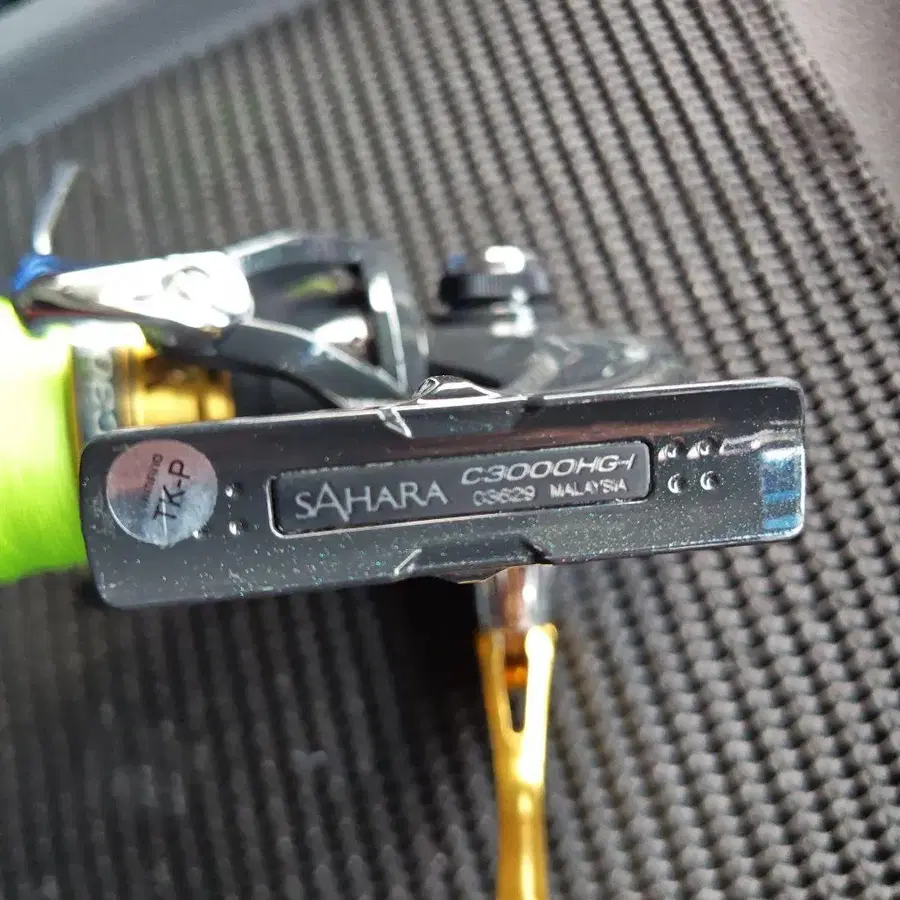 TK-P
SAHARA
C3000HG-I
03629 MALAYSIA